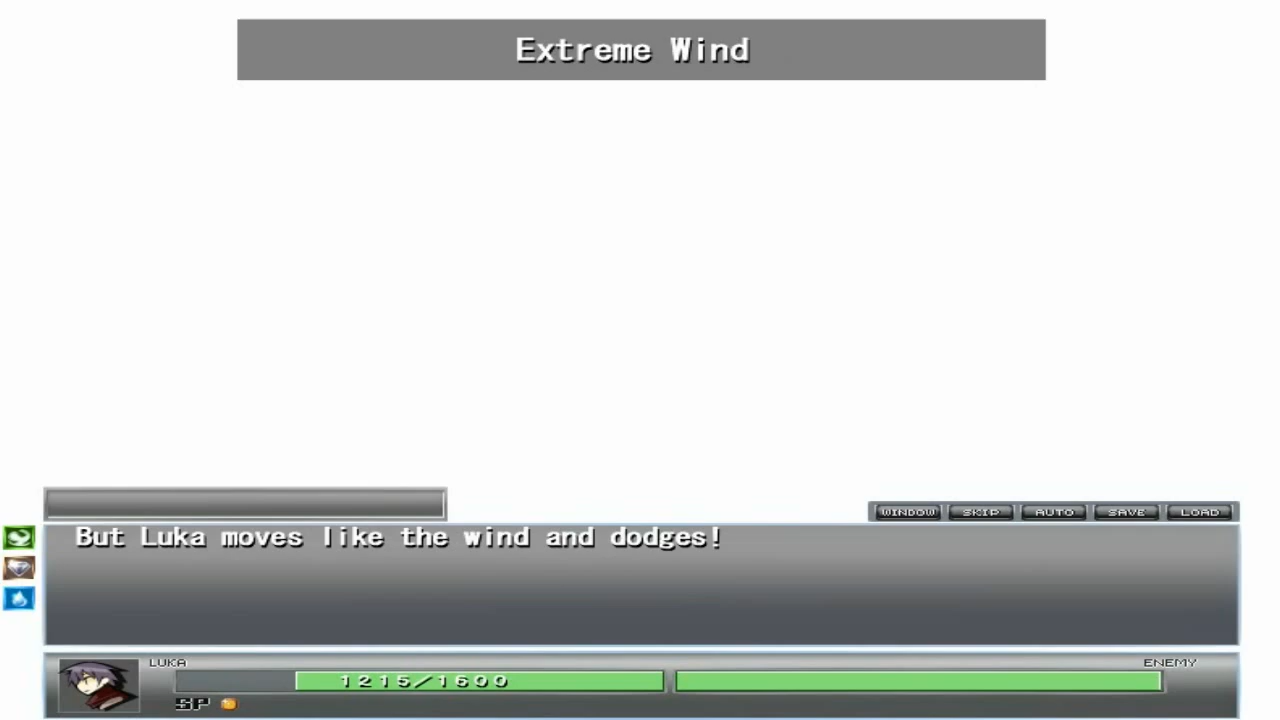 Extreme Wind
WINDOW SKIP AUTO SAVE LOAD
But Luka moves like the wind and dodges!
LUKA
ENEMY
1215/1600
SP